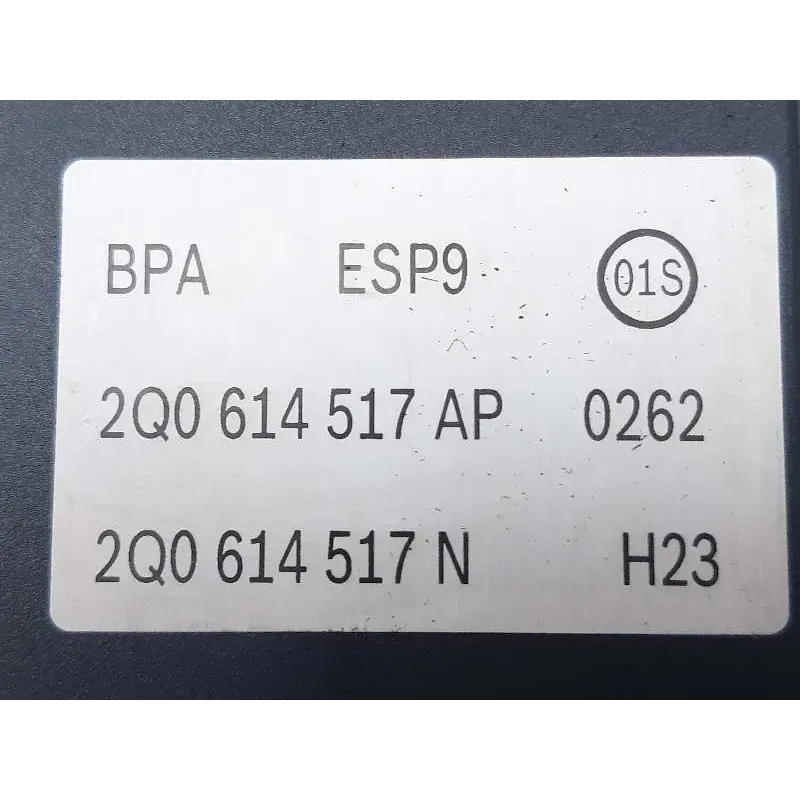 BPA ESP9 01S
2Q0 614 517 AP 0262
2Q0 614 517 N H23